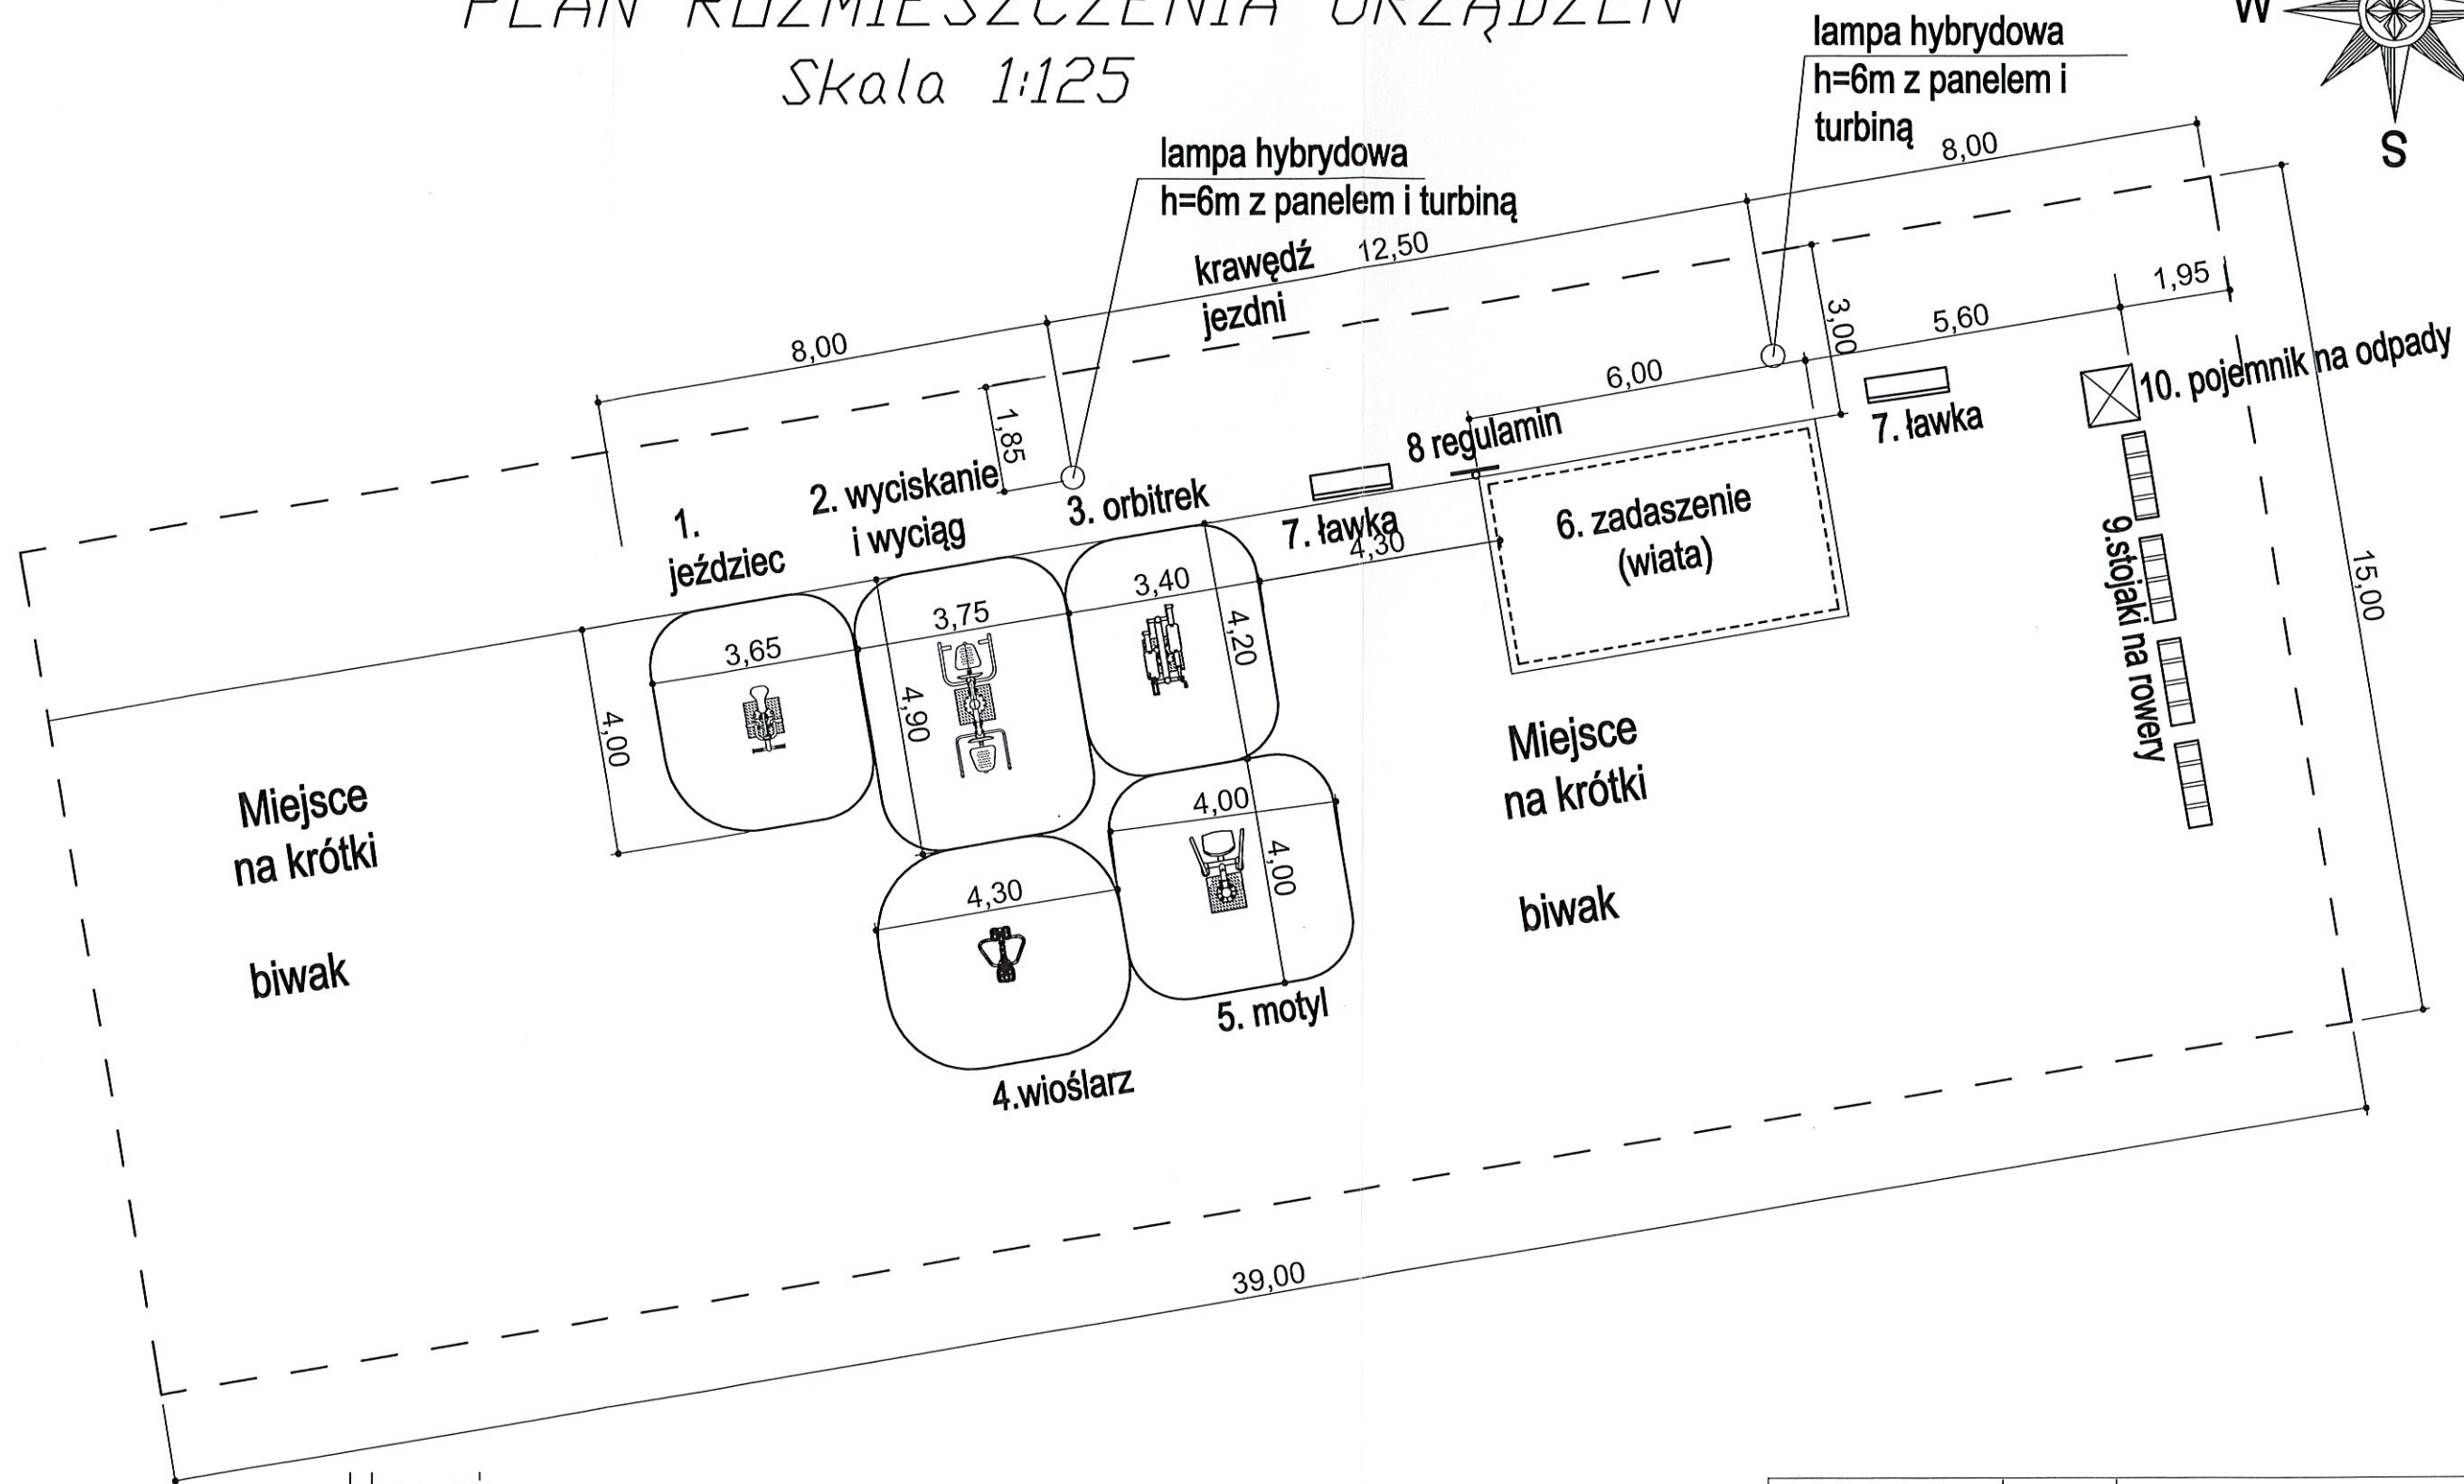 PLAN ROZMIESZCZENIA URZĄDZEŃ
Skala 1:125
W
S
lampa hybrydowa
h=6m z panelem i
turbiną
lampa hybrydowa
h=6m z panelem i turbiną
8,00
12,50
krawędź
jezdni
8,00
1,95
5,60
3,00
6,00
1,85
10. pojemnik na odpady
7. ławka
8 regulamin
1.
jeździec
2. wyciskanie
i wyciąg
3. orbitrek
7. ławka
4,30
6. zadaszenie
(wiata)
9.stojaki na rowery
15,00
3,65
3,75
3,40
4,00
4,90
4,20
Miejsce
na krótki
biwak
Miejsce
na krótki
biwak
4,00
4,00
4,30
5. motyl
4.wioślarz
39,00